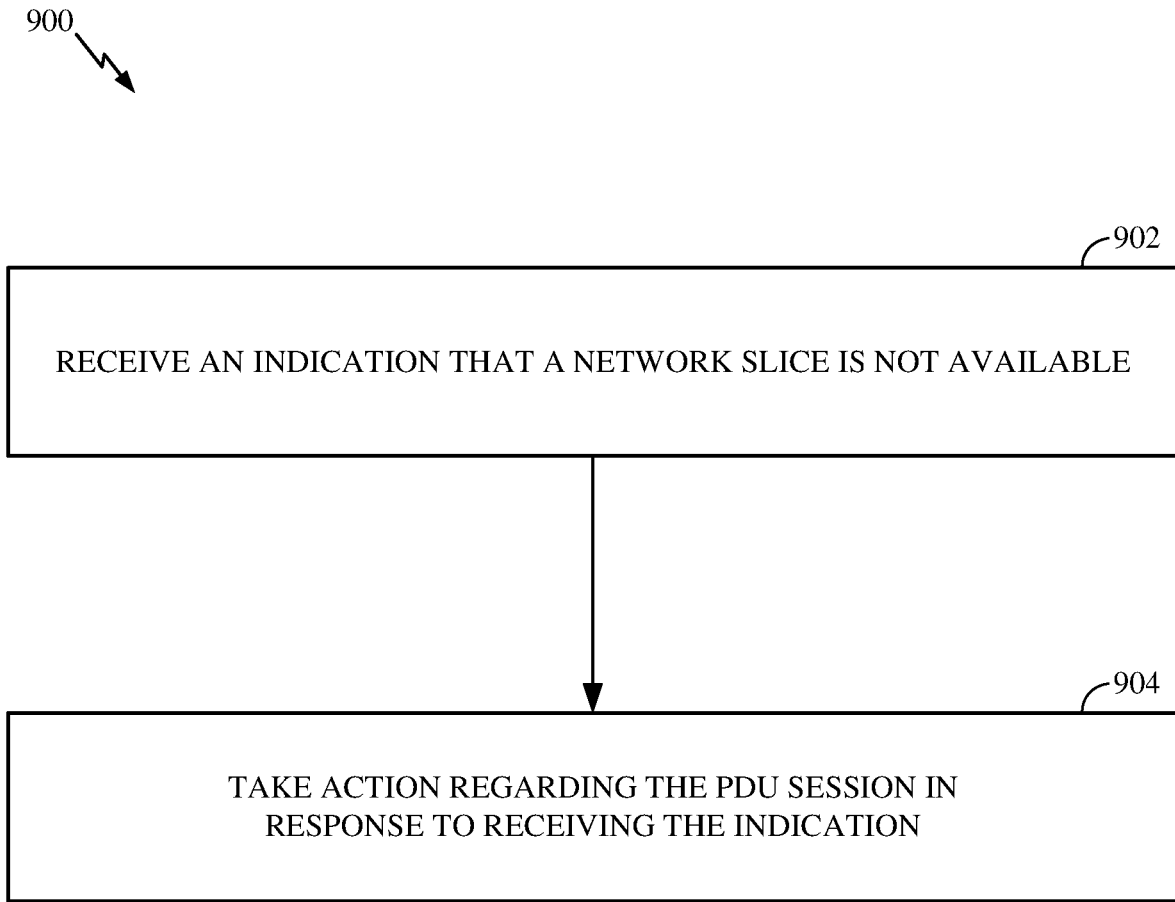 900
902
RECEIVE AN INDICATION THAT A NETWORK SLICE IS NOT AVAILABLE
904
TAKE ACTION REGARDING THE PDU SESSION IN
RESPONSE TO RECEIVING THE INDICATION